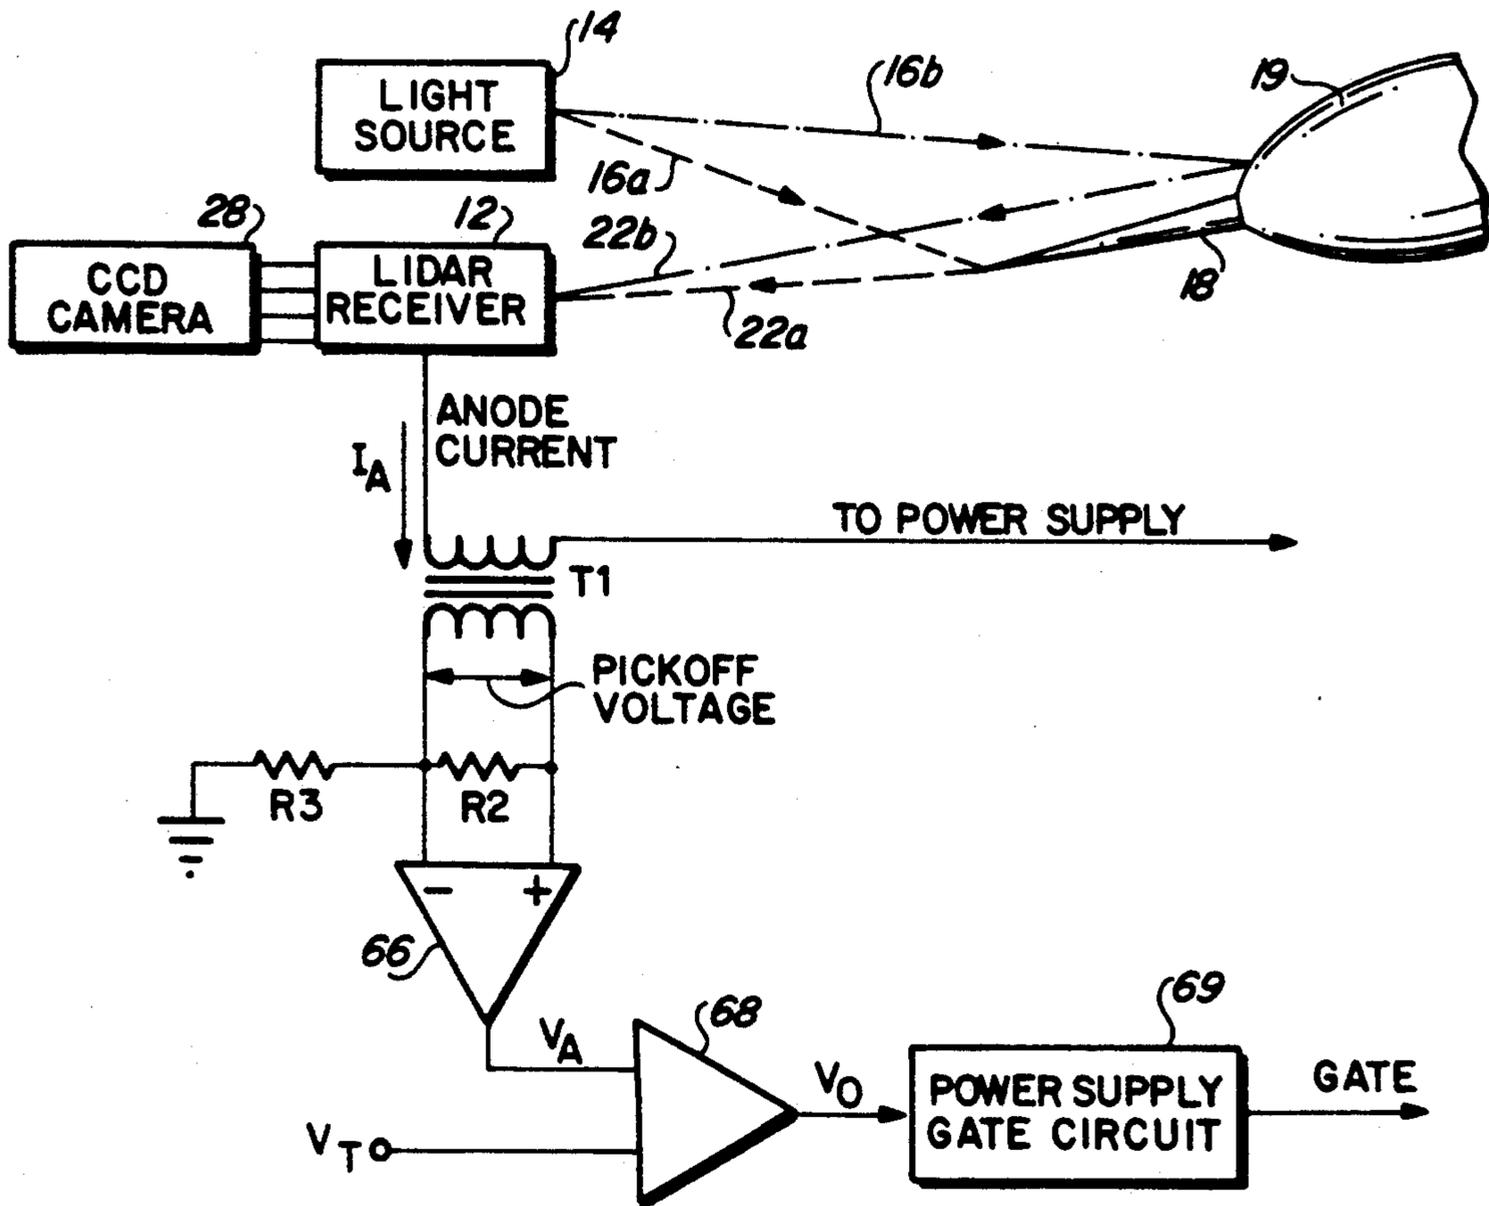 14
LIGHT
SOURCE
16b
19
16a
28
12
22b
CCD
CAMERA
LIDAR
RECEIVER
18
22a
ANODE
CURRENT
IA
TO POWER SUPPLY
T1
PICKOFF
VOLTAGE
R3
R2
- +
66
68
69
VA
VO
POWER SUPPLY
GATE CIRCUIT
GATE
VT